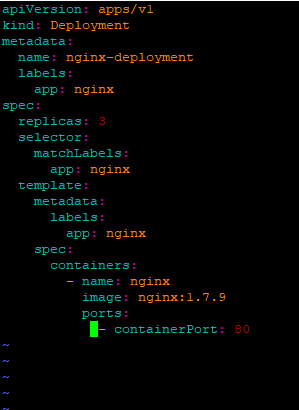 apiVersion: apps/v1
kind: Deployment
metadata:
  name: nginx-deployment
  labels:
    app: nginx
spec:
  replicas: 3
  selector:
    matchLabels:
      app: nginx
  template:
    metadata:
      labels:
        app: nginx
    spec:
      containers:
        - name: nginx
          image: nginx:1.7.9
          ports:
            - containerPort: 80
~
~
~
~